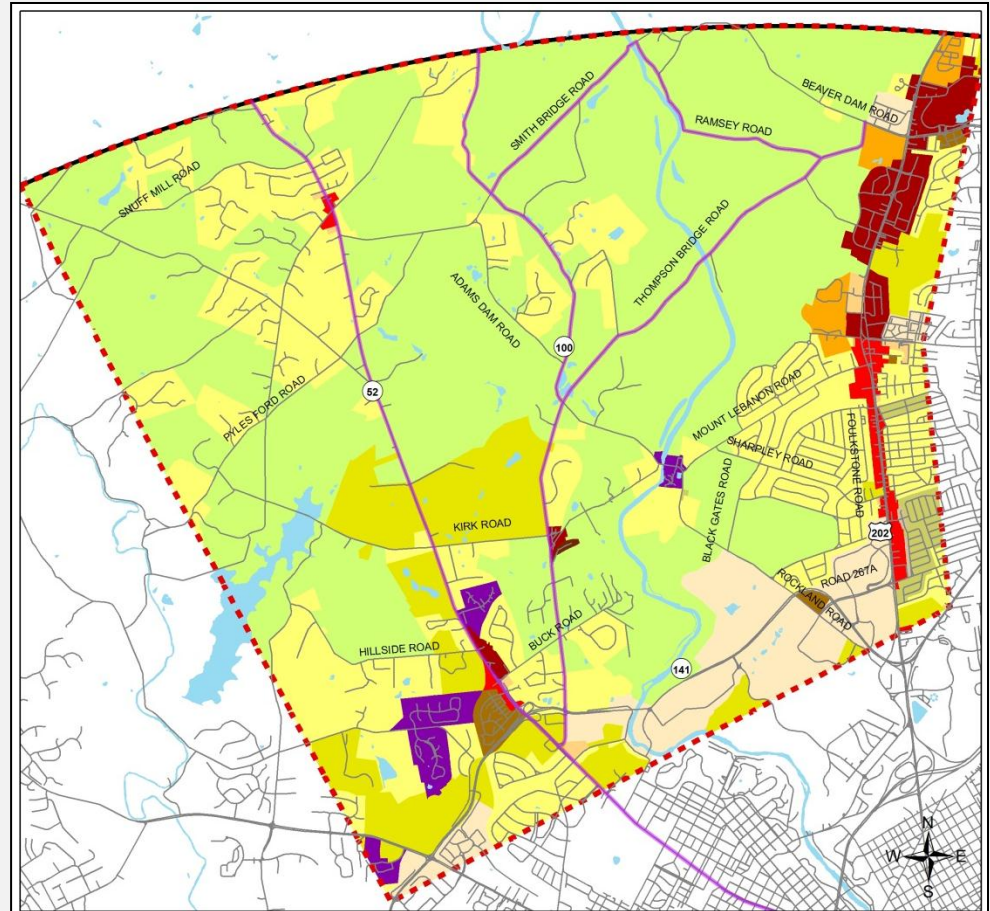 BEAVER DAM ROAD
SMITH BRIDGE ROAD
RAMSEY ROAD
SNUFF MILL ROAD
THOMPSON BRIDGE ROAD
ADAMS DAM ROAD
100
52
MOUNT LEBANON ROAD
PYLES FORD ROAD
SHARPLEY ROAD
FOULKSTONE ROAD
BLACK GATES ROAD
KIRK ROAD
202
ROAD 267A
ROCKLAND ROAD
BUCK ROAD
HILLSIDE ROAD
141
N
W E
S